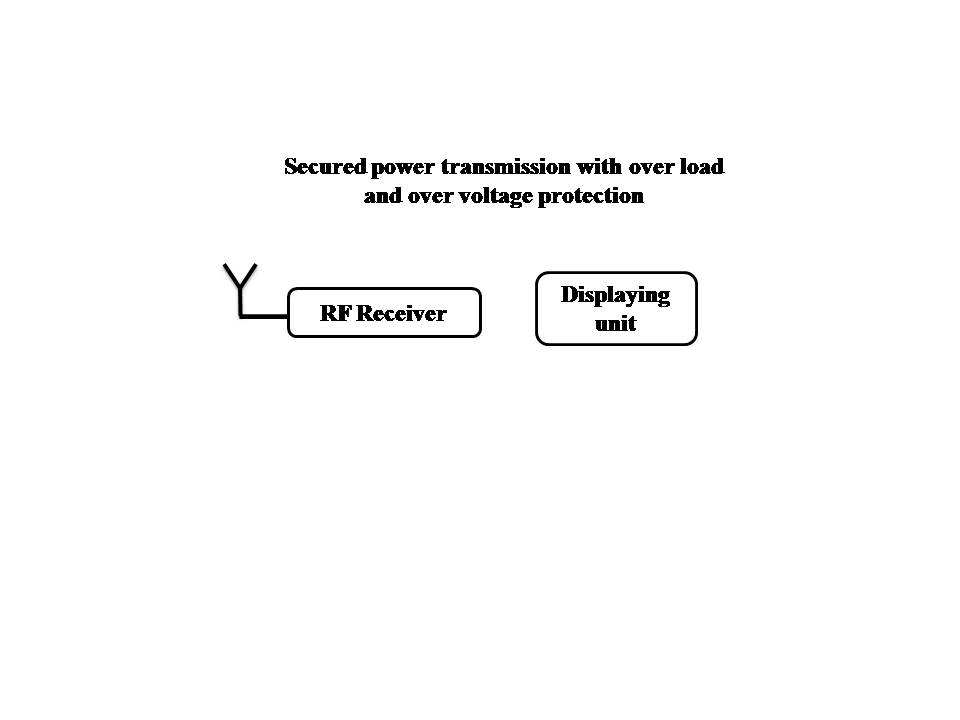 Secured power transmission with over load
and over voltage protection
RF Receiver
Displaying
unit